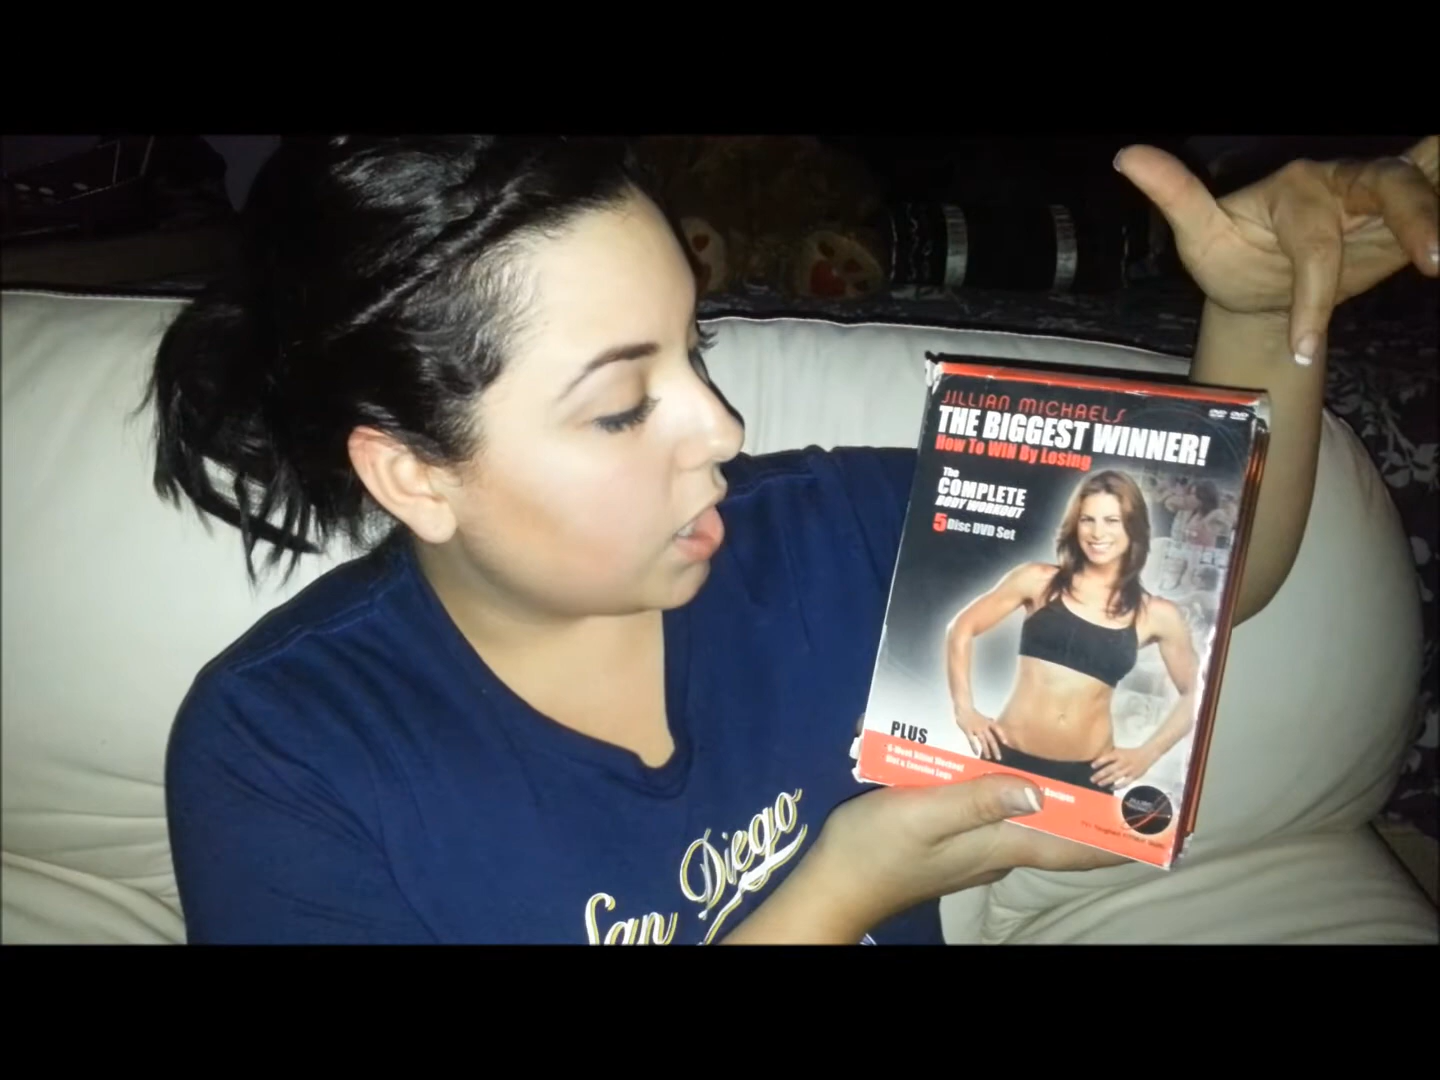 JILLIAN MICHAELS
THE BIGGEST WINNER!
How To WIN By Losing
The
COMPLETE
BODY WORKOUT
5 Disc DVD Set
PLUS
Recipes
San Diego